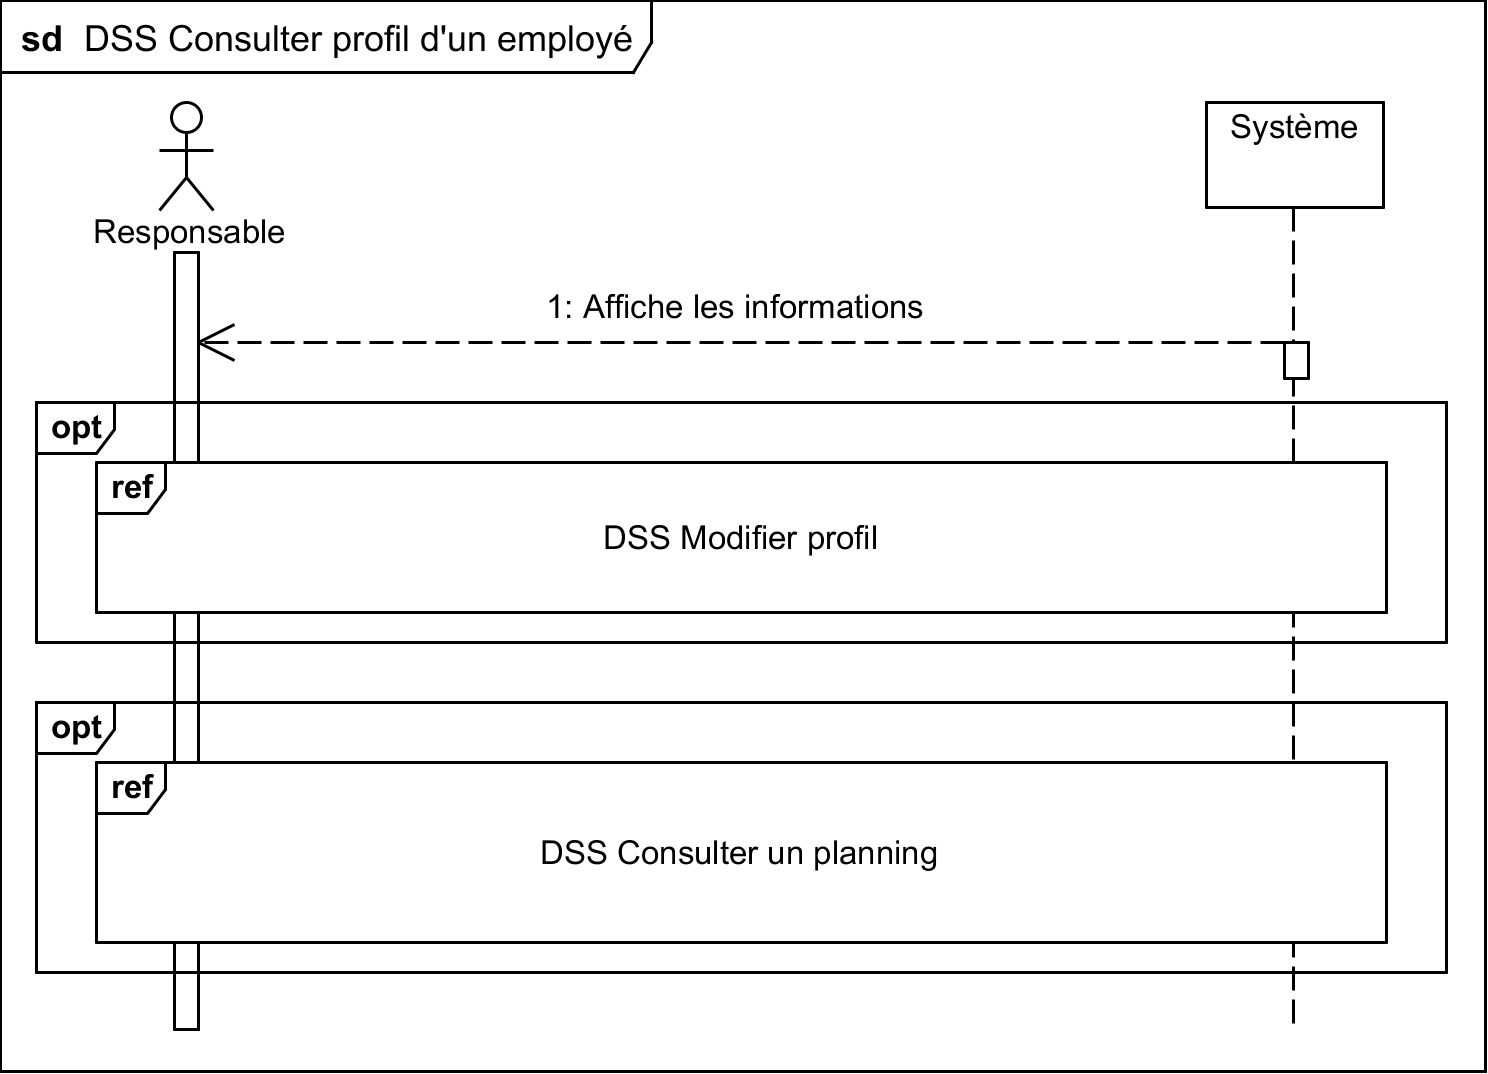 sd DSS Consulter profil d'un employé
Système
Responsable
1: Affiche les informations
opt
ref
DSS Modifier profil
opt
ref
DSS Consulter un planning